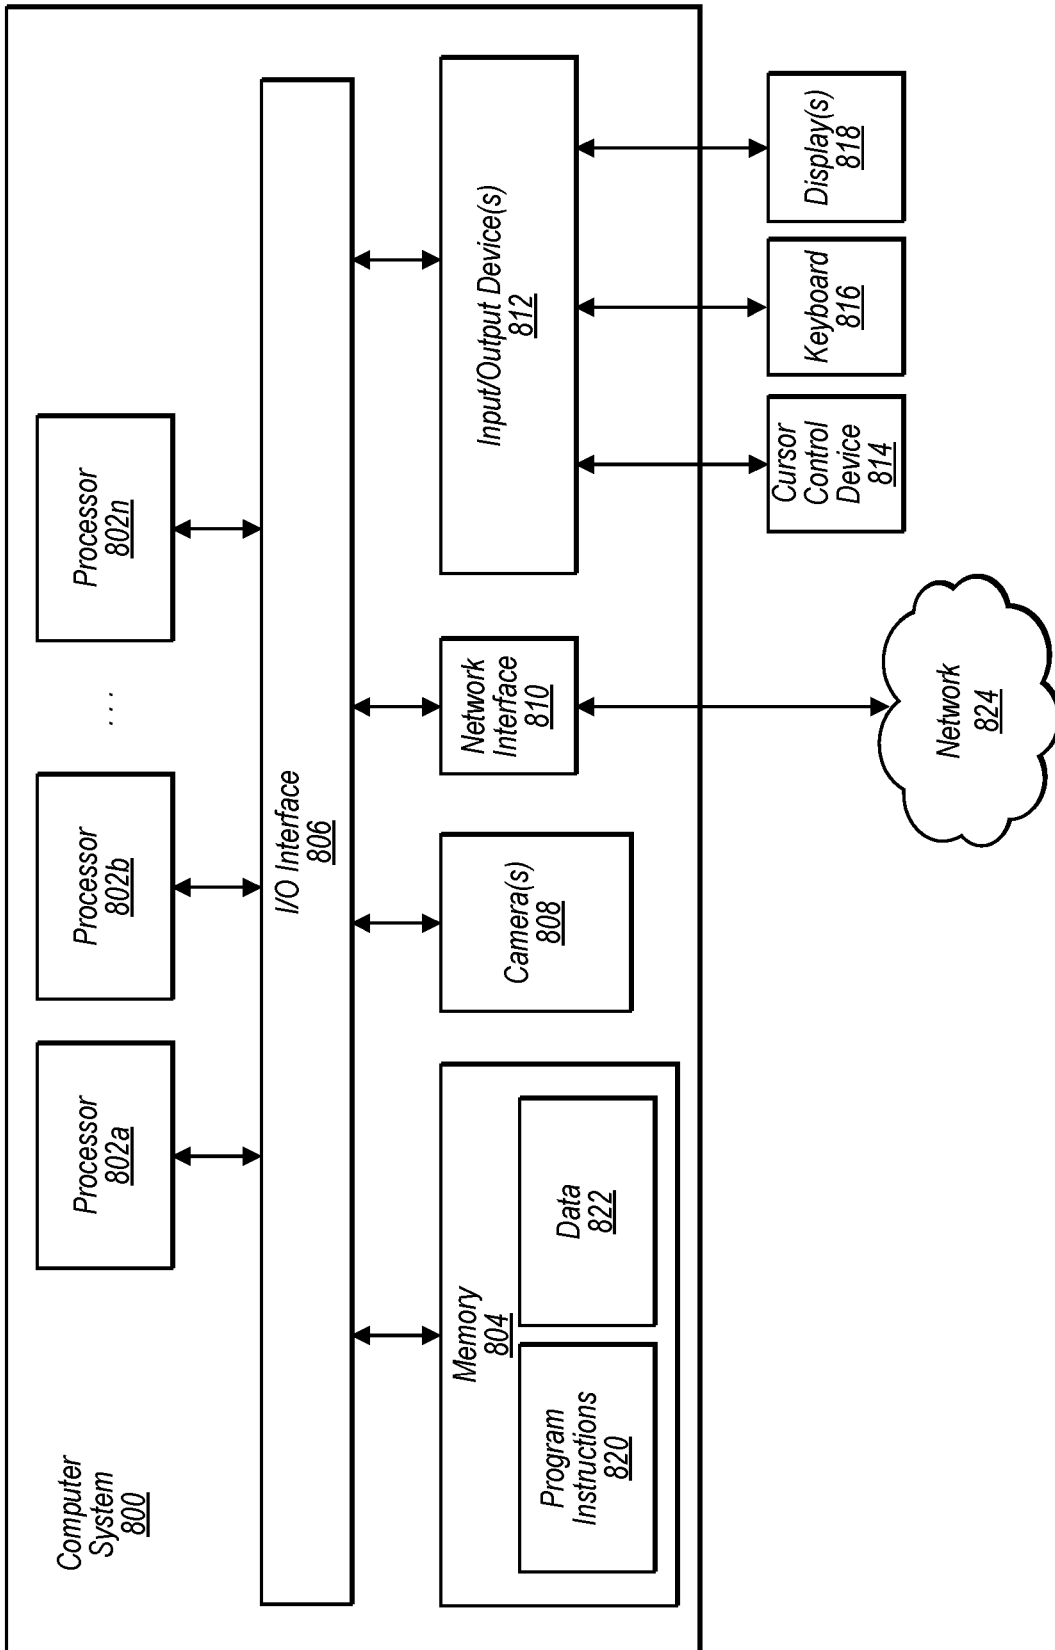 Computer
System
800
Processor
802a
Processor
802b
. . .
Processor
802n
I/O Interface
806
Memory
804
Program
Instructions
820
Data
822
Camera(s)
808
Network
Interface
810
Input/Output Device(s)
812
Network
824
Cursor
Control
Device
814
Keyboard
816
Display(s)
818